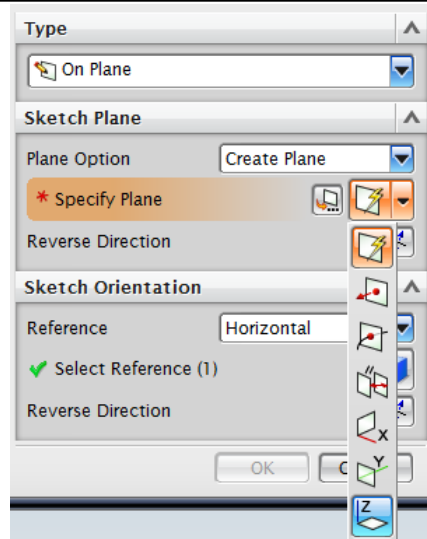 Type
On Plane
Sketch Plane
Plane Option Create Plane
* Specify Plane
Reverse Direction
Sketch Orientation
Reference Horizontal
Select Reference (1)
Reverse Direction
OK C
X
Y
Z